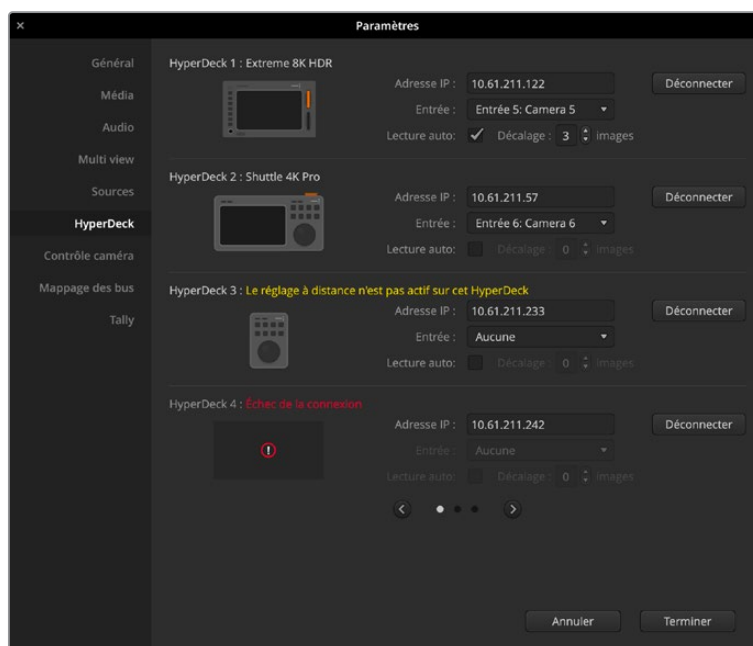 Paramètres
Général
Média
Audio
Multi view
Sources
HyperDeck
Contrôle caméra
Mappage des bus
Tally
HyperDeck 1 : Extreme 8K HDR
Adresse IP : 10.61.211.122 Déconnecter
Entrée : Entrée 5: Camera 5
Lecture auto: Décalage : 3 images
HyperDeck 2 : Shuttle 4K Pro
Adresse IP : 10.61.211.57 Déconnecter
Entrée : Entrée 6: Camera 6
Lecture auto: Décalage : 0 images
HyperDeck 3 : Le réglage à distance n'est pas actif sur cet HyperDeck
Adresse IP : 10.61.211.233 Déconnecter
Entrée : Aucune
Lecture auto: Décalage : 0 images
HyperDeck 4 : Échec de la connexion
Adresse IP : 10.61.211.242 Déconnecter
Entrée : Aucune
Lecture auto: Décalage : 0 images
Annuler Terminer